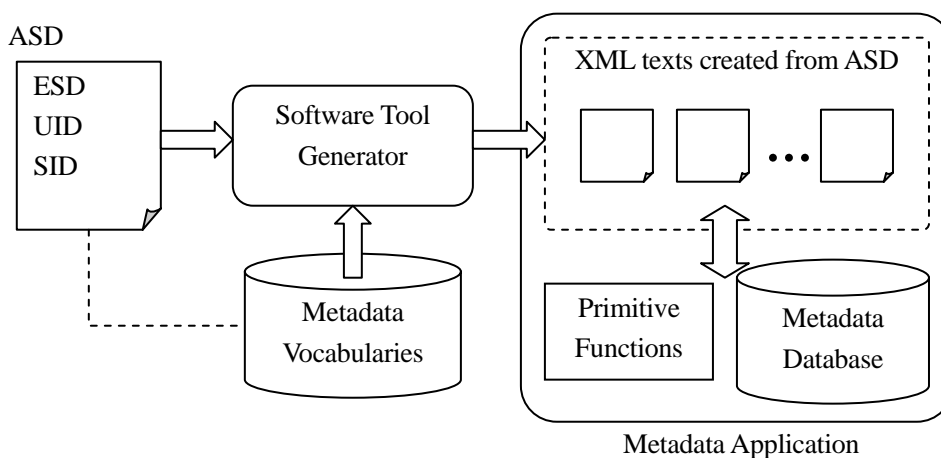 ASD
ESD
UID
SID
Software Tool
Generator
Metadata
Vocabularies
XML texts created from ASD
Primitive
Functions
Metadata
Database
Metadata Application